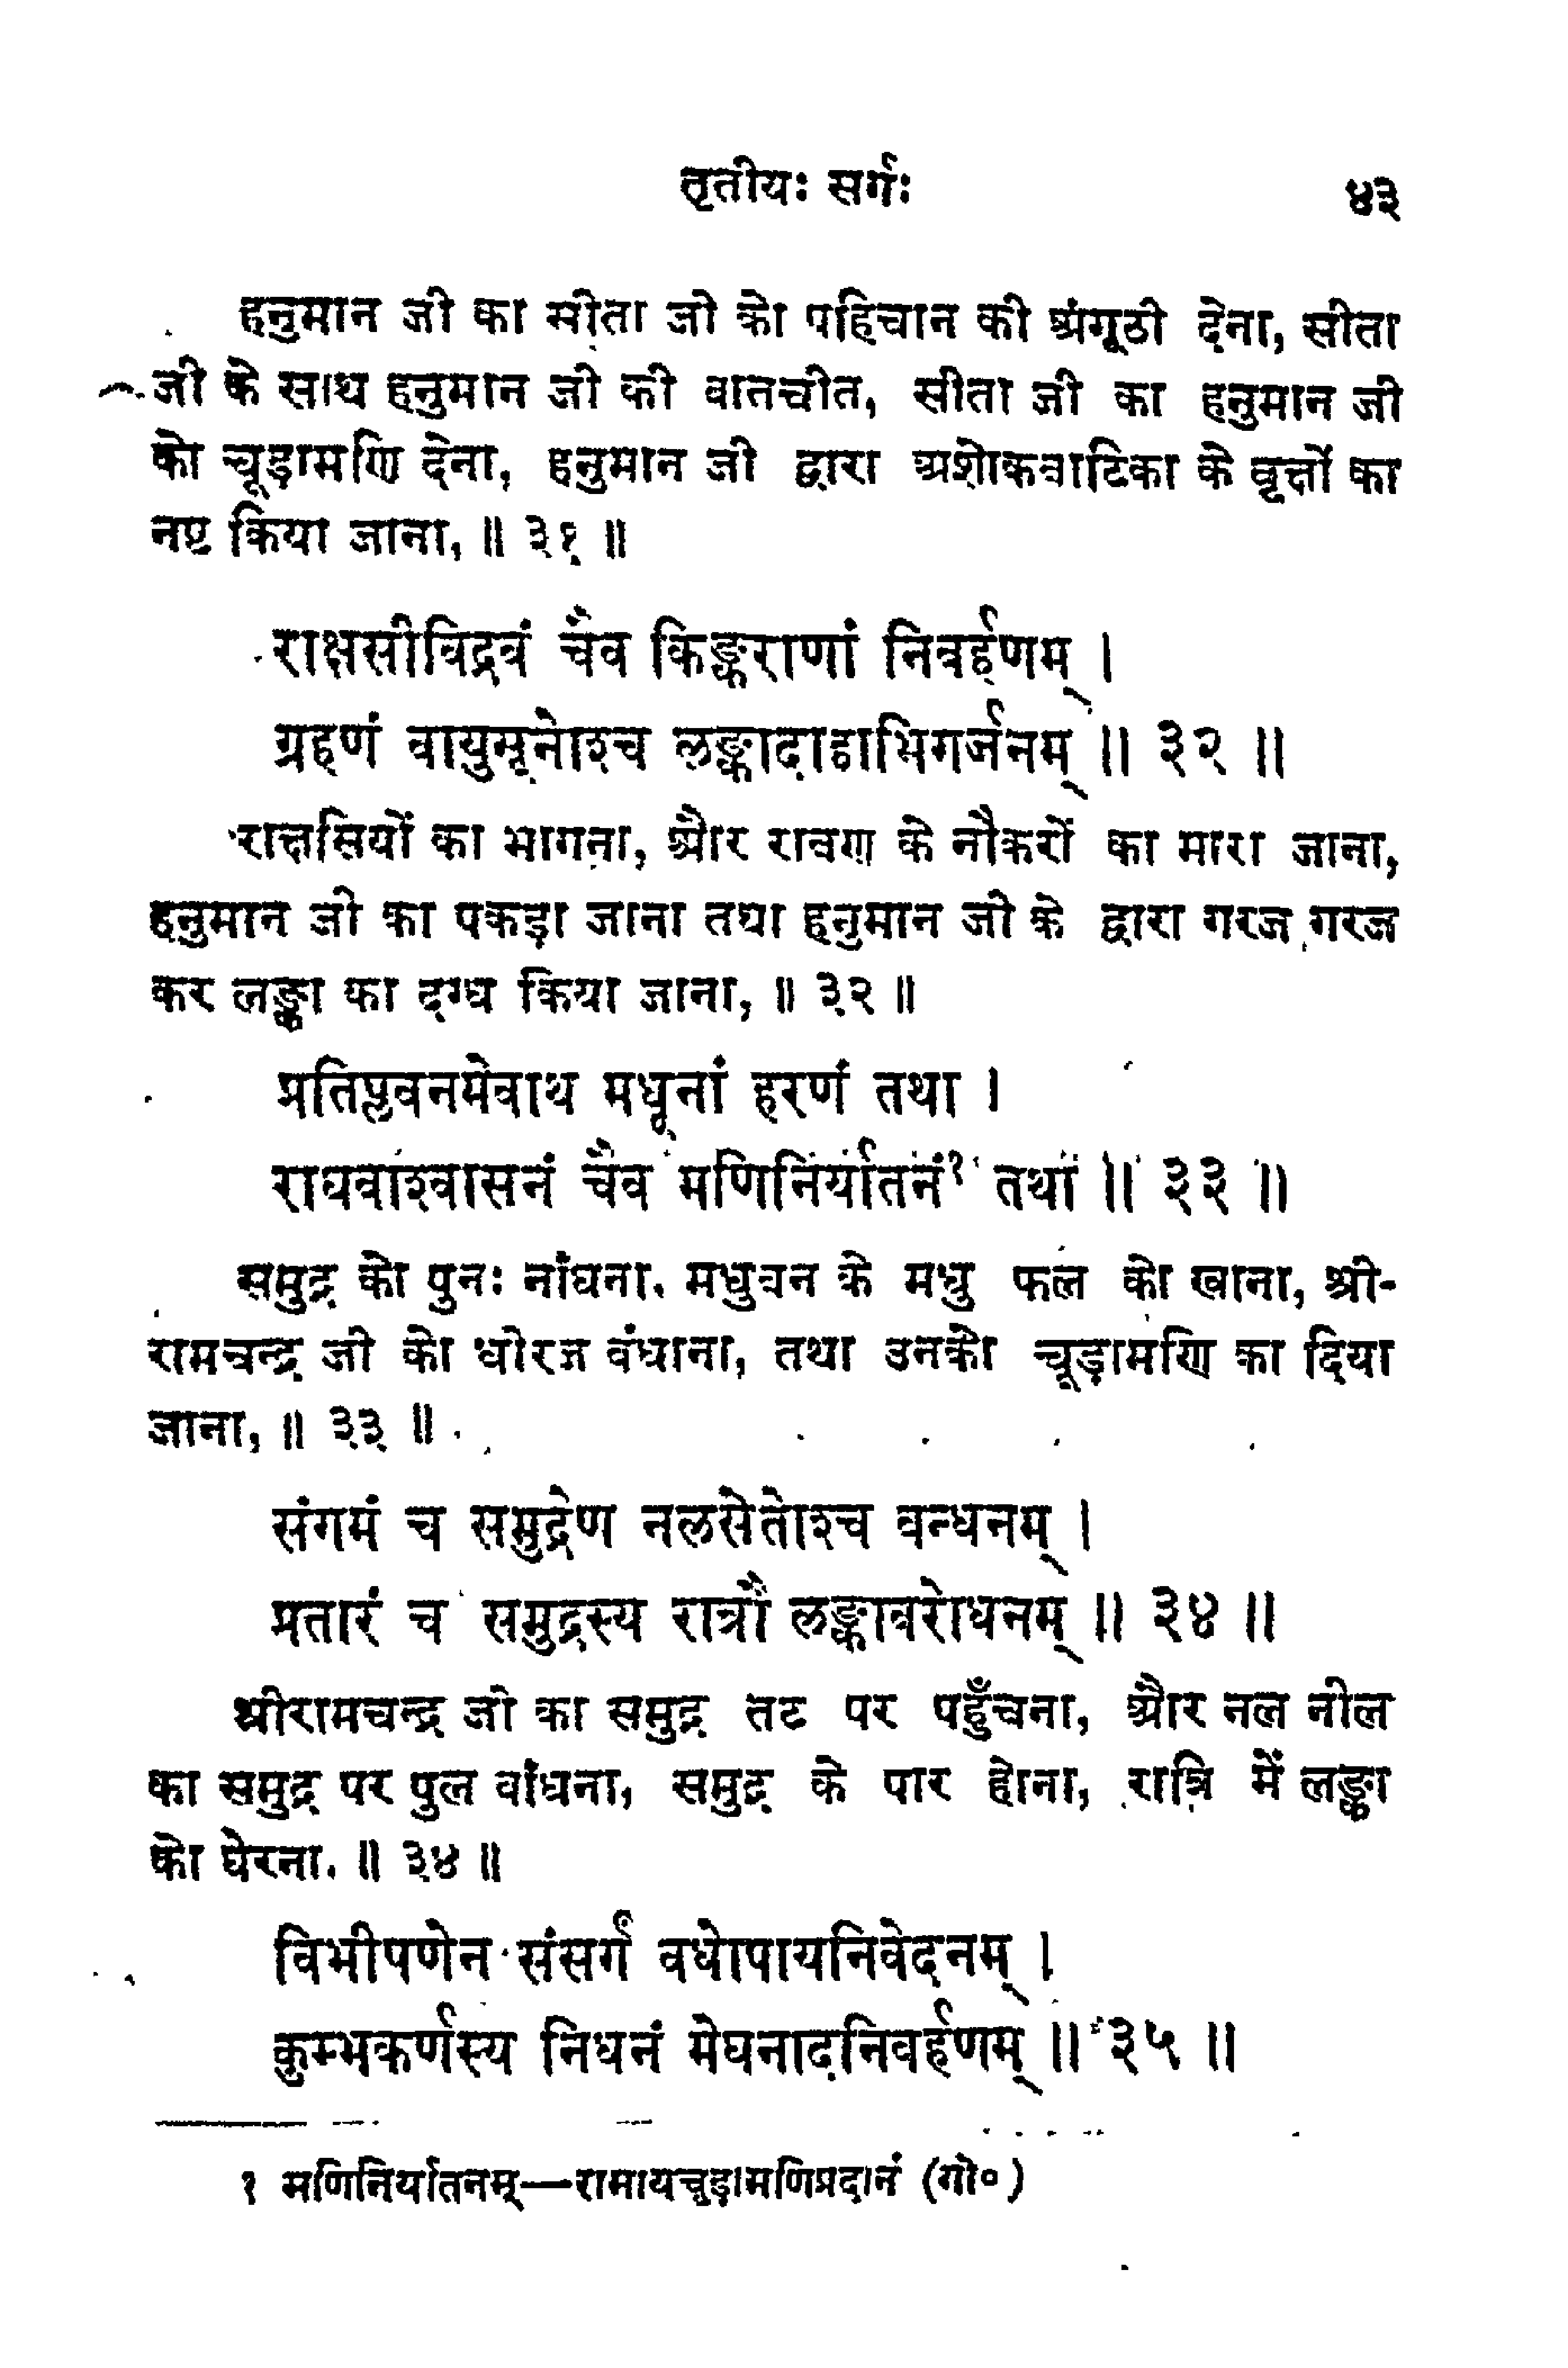 तृतीयः सर्गः ४३
हनुमान जी का सीता जी को पहिचान की अंगूठी देना, सीता
जी के साथ हनुमान जी की बातचीत, सीता जी का हनुमान जी
को चूड़ामणि देना, हनुमान जी द्वारा अशोकवाटिका के वृक्षों का
नष्ट किया जाना, ॥ ३१ ॥
राक्षसीविद्रवं चैव किङ्कराणां निबर्हणम् ।
ग्रहणं वायुसूनोश्च लङ्कादाहाभिगर्जनम् ॥ ३२ ॥
राक्षसियों का भागना, और रावण के नौकरों का मारा जाना,
हनुमान जी का पकड़ा जाना तथा हनुमान जी के द्वारा गरज गरज
कर लङ्का का दग्ध किया जाना, ॥ ३२ ॥
प्रतिप्लवनमेवाथ मधूनां हरणं तथा ।
राघवाश्वासनं चैव मणिनिर्यातनं१ तथा ॥ ३३ ॥
समुद्र को पुनः नांघना, मधुवन के मधु फल को खाना, श्री-
रामचन्द्र जी को धीरज बंधाना, तथा उनको चूड़ामणि का दिया
जाना, ॥ ३३ ॥
संगमं च समुद्रेण नलसेतोश्च बन्धनम् ।
प्रतारं च समुद्रस्य रात्रौ लङ्कावरोधनम् ॥ ३४ ॥
श्रीरामचन्द्र जी का समुद्र तट पर पहुँचना, और नल नील
का समुद्र पर पुल बांधना, समुद्र के पार होना, रात्रि में लङ्का
को घेरना, ॥ ३४ ॥
विभीषणेन संसर्गं वधोपायनिवेदनम् ।
कुम्भकर्णस्य निधनं मेघनादनिबर्हणम् ॥ ३५ ॥
१ मणिनिर्यातनम्—रामायचूड़ामणिप्रदानं (गो०)